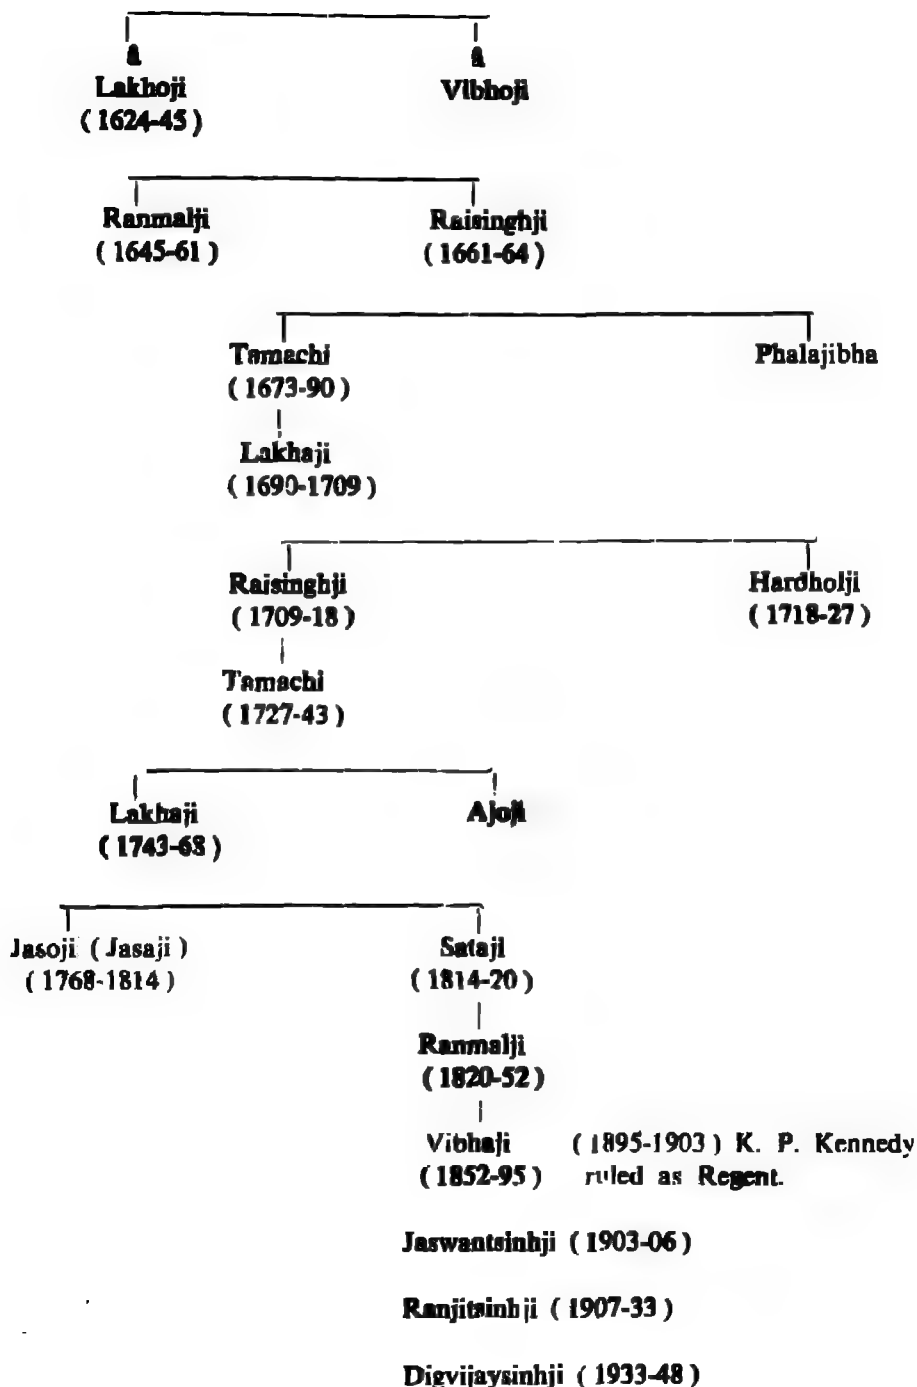 Lakhoji Vibhoji
( 1624-45 )
Ranmalji Raisinghji
( 1645-61 ) ( 1661-64 )
Tamachi Phalajibha
( 1673-90 )
Lakhaji
( 1690-1709 )
Raisinghji Hardholji
( 1709-18 ) ( 1718-27 )
Tamachi
( 1727-43 )
Lakhaji Ajoji
( 1743-68 )
Jasoji ( Jasaji ) Sataji
( 1768-1814 ) ( 1814-20 )
Ranmalji
( 1820-52 )
Vibhaji ( 1895-1903 ) K. P. Kennedy
( 1852-95 ) ruled as Regent.
Jaswantsinhji ( 1903-06 )
Ranjitsinhji ( 1907-33 )
Digvijaysinhji ( 1933-48 )